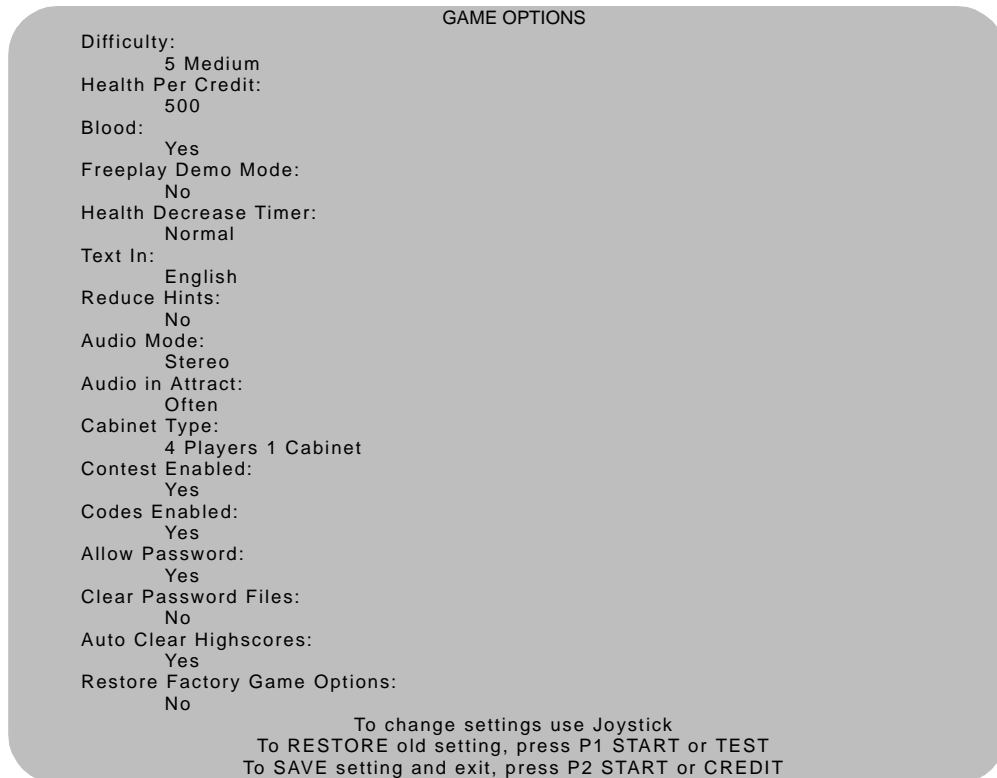 GAME OPTIONS
Difficulty:
5 Medium
Health Per Credit:
500
Blood:
Yes
Freeplay Demo Mode:
No
Health Decrease Timer:
Normal
Text In:
English
Reduce Hints:
No
Audio Mode:
Stereo
Audio in Attract:
Often
Cabinet Type:
4 Players 1 Cabinet
Contest Enabled:
Yes
Codes Enabled:
Yes
Allow Password:
Yes
Clear Password Files:
No
Auto Clear Highscores:
Yes
Restore Factory Game Options:
No
To change settings use Joystick
To RESTORE old setting, press P1 START or TEST
To SAVE setting and exit, press P2 START or CREDIT